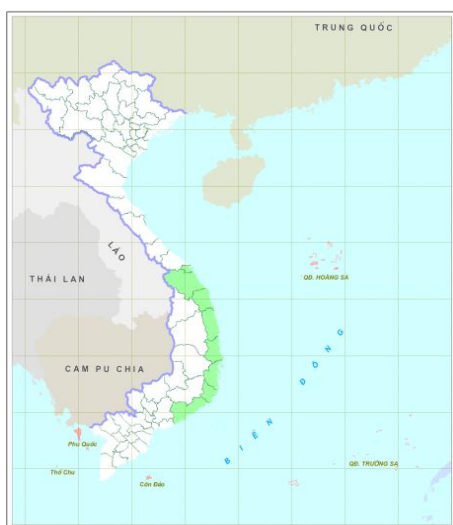 TRUNG QUỐC
LÀO
QĐ. HOÀNG SA
THÁI LAN
CAM PU CHIA
BIỂN ĐÔNG
Phú Quốc
QĐ. TRƯỜNG SA
Thổ Chu
Côn Đảo